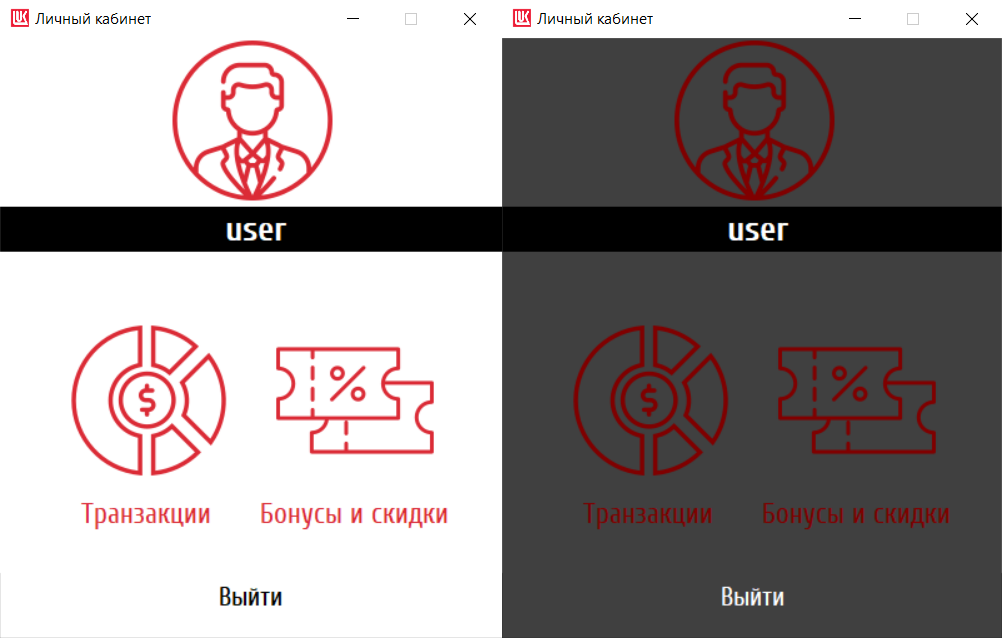 Личный кабинет
user
$
%
Транзакции Бонусы и скидки
Выйти
Личный кабинет
user
$
%
Транзакции Бонусы и скидки
Выйти